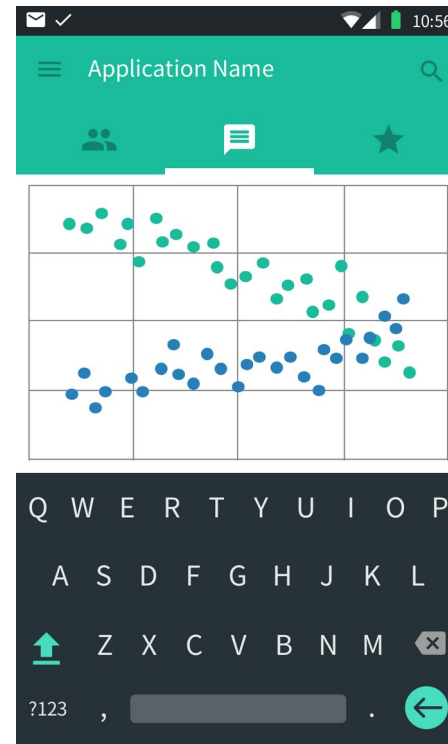 10:56
Application Name
Q W E R T Y U I O P
A S D F G H J K L
Z X C V B N M
?123 , .